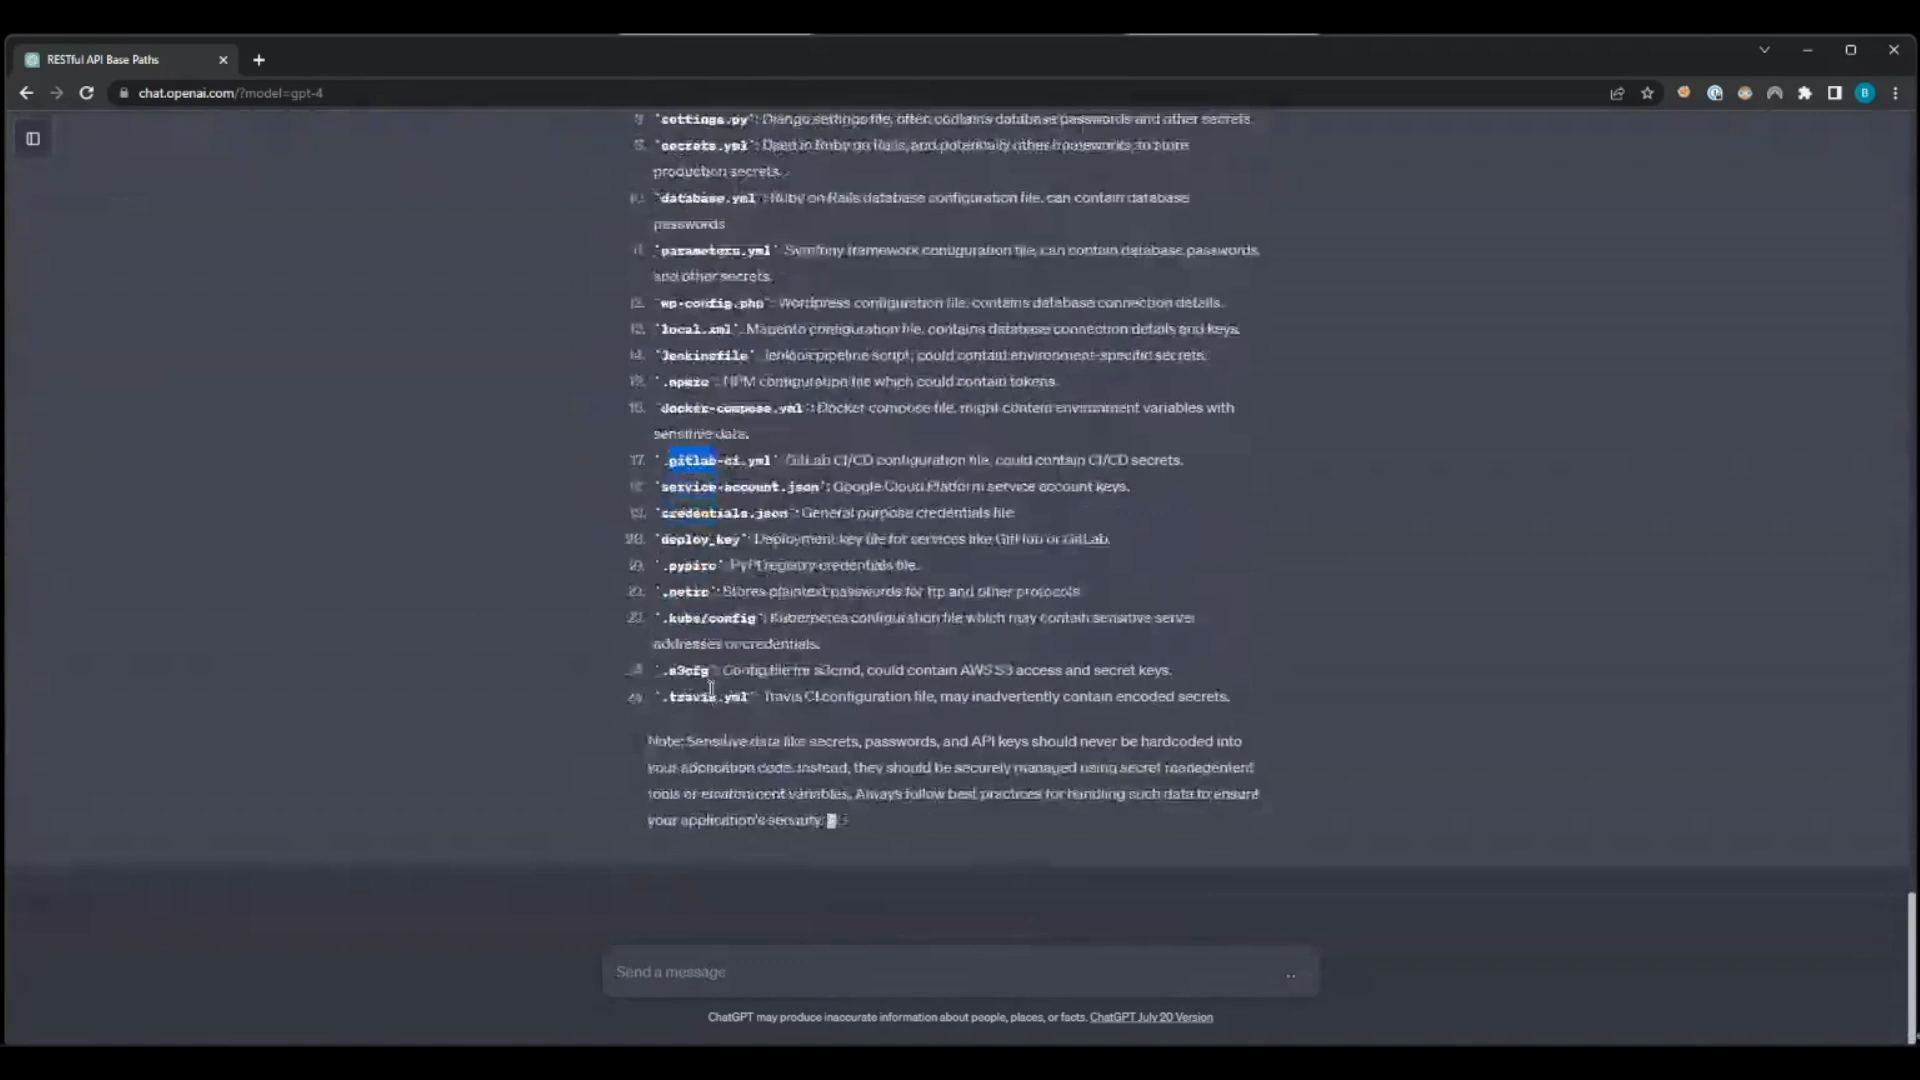 RESTful API Base Paths
chat.openai.com/?model=gpt-4
B
`settings.py`: Django settings file, often contains database passwords and other secrets.
`secrets.yml`: Used in Ruby on Rails, and potentially other frameworks, to store
production secrets.
`database.yml`: Ruby on Rails database configuration file, can contain database
passwords.
`parameters.yml`: Symfony framework configuration file, can contain database passwords
and other secrets.
12. `wp-config.php`: Wordpress configuration file, contains database connection details.
13. `local.xml`: Magento configuration file, contains database connection details and keys.
14. `Jenkinsfile`: Jenkins pipeline script, could contain environment-specific secrets.
15. `.npmrc`: NPM configuration file which could contain tokens.
16. `docker-compose.yml`: Docker compose file, might contain environment variables with
sensitive data.
17. `.gitlab-ci.yml`: GitLab CI/CD configuration file, could contain CI/CD secrets.
`service-account.json`: Google Cloud Platform service account keys.
`credentials.json`: General purpose credentials file.
20. `deploy_key`: Deployment key file for services like GitHub or GitLab.
`.pypirc`: PyPI registry credentials file.
`.netrc`: Stores plaintext passwords for ftp and other protocols.
`.kube/config`: Kubernetes configuration file which may contain sensitive server
addresses or credentials.
`.s3cfg`: Config file for s3cmd, could contain AWS S3 access and secret keys.
`.travis.yml`: Travis CI configuration file, may inadvertently contain encoded secrets.
Note: Sensitive data like secrets, passwords, and API keys should never be hardcoded into
your application code. Instead, they should be securely managed using secret management
tools or environment variables. Always follow best practices for handling such data to ensure
your application's security.
Send a message
ChatGPT may produce inaccurate information about people, places, or facts. ChatGPT July 20 Version